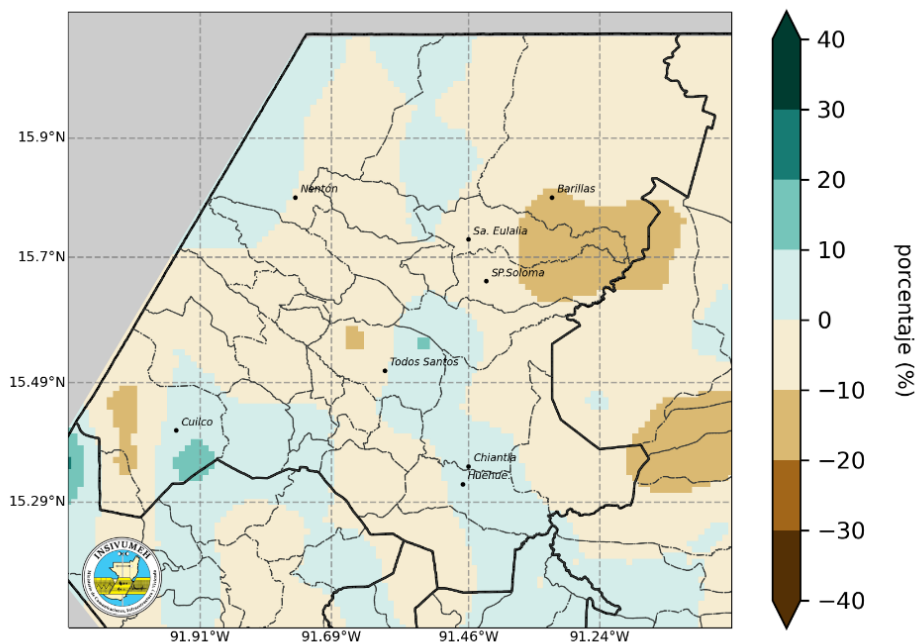 40
30
20
10
0
−10
−20
−30
−40
porcentaje (%)
15.9°N
15.7°N
15.49°N
15.29°N
91.91°W
91.69°W
91.46°W
91.24°W
Nentón
Barillas
Sa. Eulalia
SP.Soloma
Todos Santos
Cuilco
Chiantla
Huehue
INSIVUMEH